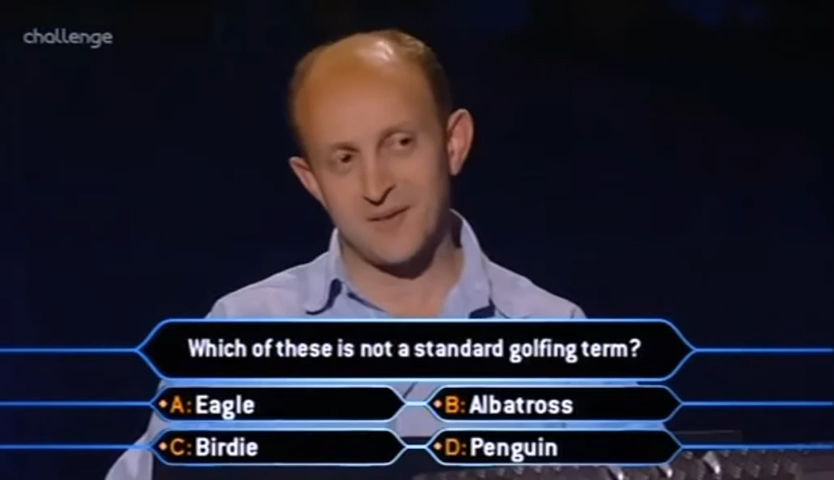 challenge
Which of these is not a standard golfing term?
A: Eagle
B: Albatross
C: Birdie
D: Penguin